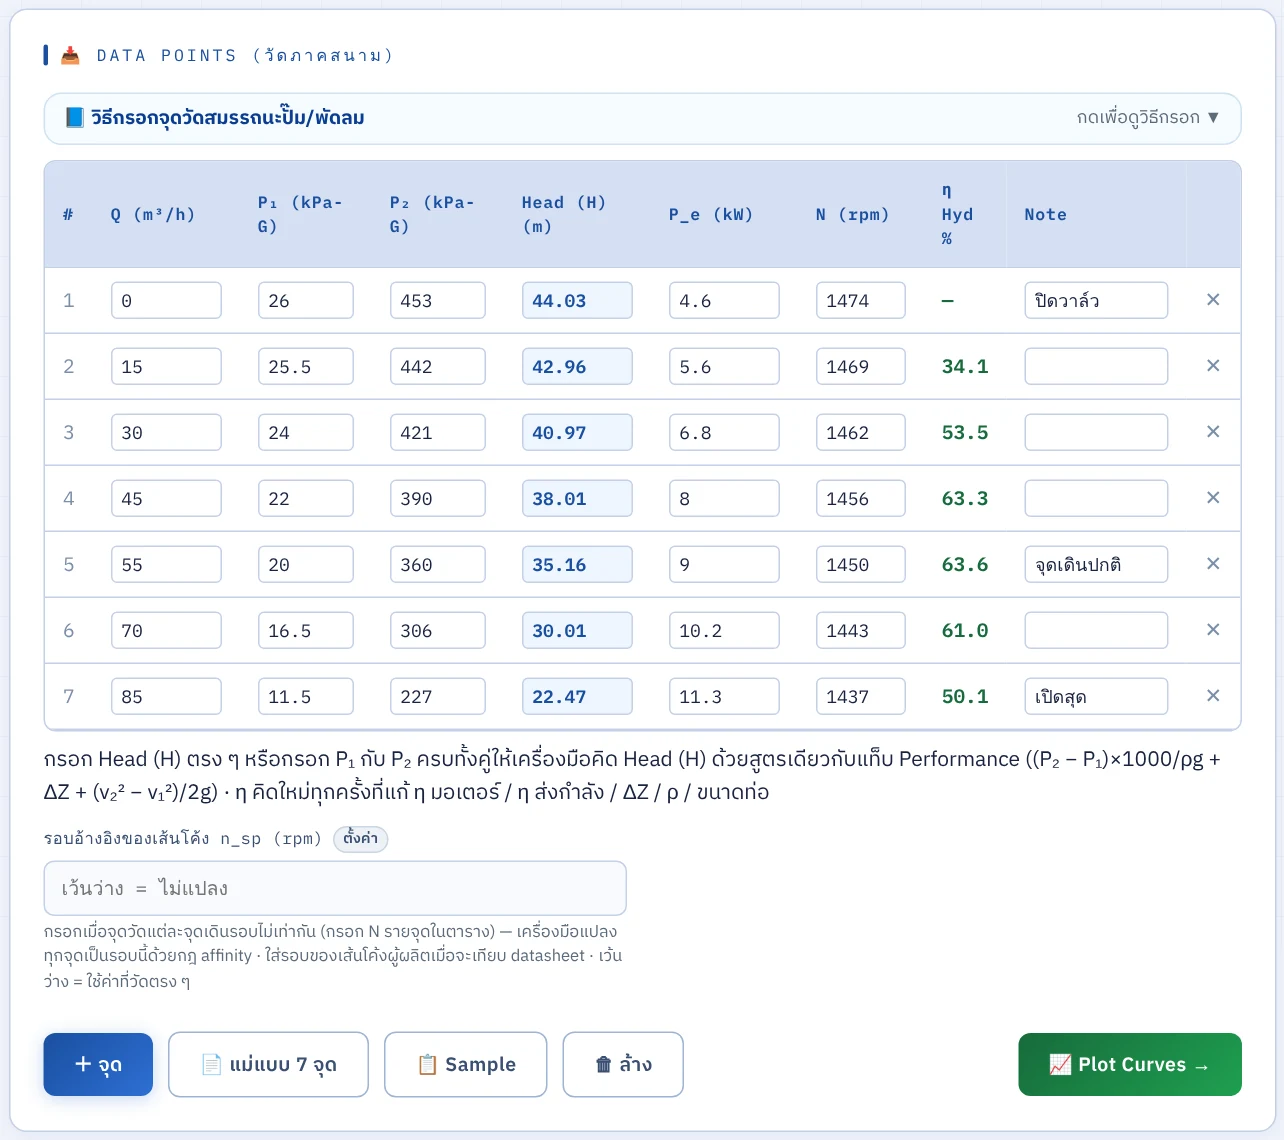 DATA POINTS (วัดภาคสนาม)
วิธีกรอกจุดวัดสมรรถนะปั๊ม/พัดลม กดเพื่อดูวิธีกรอก ▼
# Q (m³/h) P₁ (kPa-G) P₂ (kPa-G) Head (H) (m) P_e (kW) N (rpm) η Hyd % Note
1 0 26 453 44.03 4.6 1474 — ปิดวาล์ว ✕
2 15 25.5 442 42.96 5.6 1469 34.1 ✕
3 30 24 421 40.97 6.8 1462 53.5 ✕
4 45 22 390 38.01 8 1456 63.3 ✕
5 55 20 360 35.16 9 1450 63.6 จุดเดินปกติ ✕
6 70 16.5 306 30.01 10.2 1443 61.0 ✕
7 85 11.5 227 22.47 11.3 1437 50.1 เปิดสุด ✕
กรอก Head (H) ตรง ๆ หรือกรอก P₁ กับ P₂ ครบทั้งคู่ให้เครื่องมือคิด Head (H) ด้วยสูตรเดียวกับแท็บ Performance ((P₂ − P₁)×1000/ρg +
ΔZ + (v₂² − v₁²)/2g) · η คิดใหม่ทุกครั้งที่แก้ η มอเตอร์ / η ส่งกำลัง / ΔZ / ρ / ขนาดท่อ
รอบอ้างอิงของเส้นโค้ง n_sp (rpm) ตั้งค่า
เว้นว่าง = ไม่แปลง
กรอกเมื่อจุดวัดแต่ละจุดเดินรอบไม่เท่ากัน (กรอก N รายจุดในตาราง) — เครื่องมือแปลง
ทุกจุดเป็นรอบนี้ด้วยกฎ affinity · ใส่รอบของเส้นโค้งผู้ผลิตเมื่อจะเทียบ datasheet · เว้น
ว่าง = ใช้ค่าที่วัดตรง ๆ
+ จุด แม่แบบ 7 จุด Sample ล้าง Plot Curves →